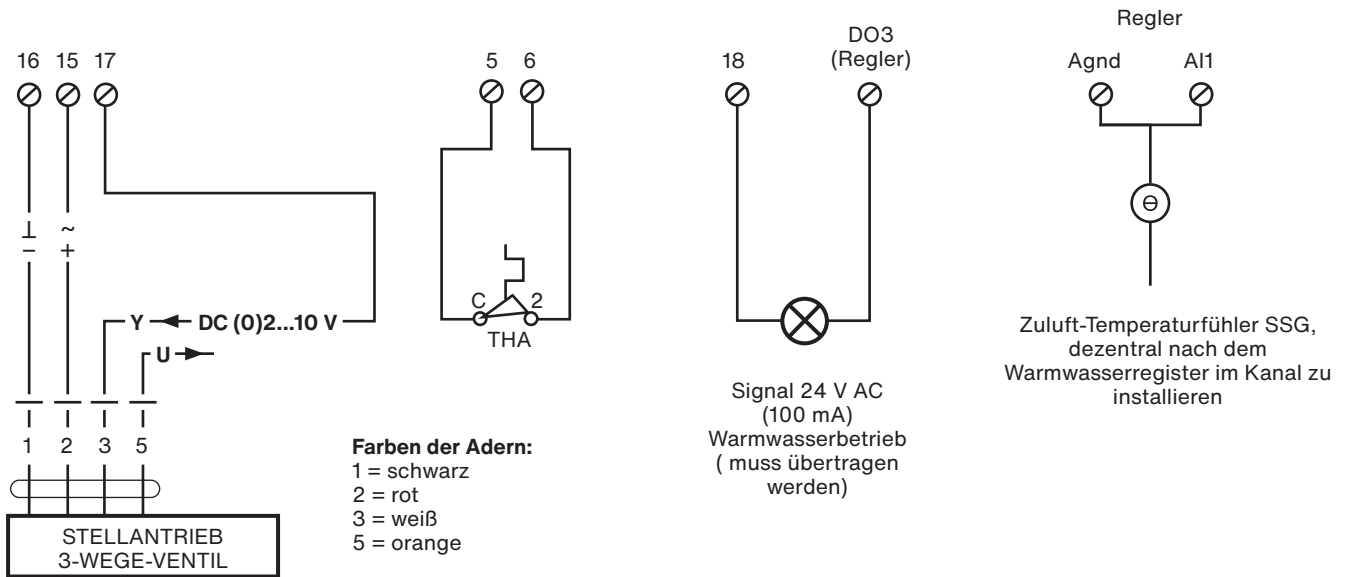 16 15 17
⊥ ~
– +
Y DC (0)2...10 V
U
1 2 3 5
STELLANTRIEB
3-WEGE-VENTIL
Farben der Adern:
1 = schwarz
2 = rot
3 = weiß
5 = orange
5 6
C 2
THA
18
DO3
(Regler)
Signal 24 V AC
(100 mA)
Warmwasserbetrieb
( muss übertragen
werden)
Regler
Agnd AI1
Θ
Zuluft-Temperaturfühler SSG,
dezentral nach dem
Warmwasserregister im Kanal zu
installieren